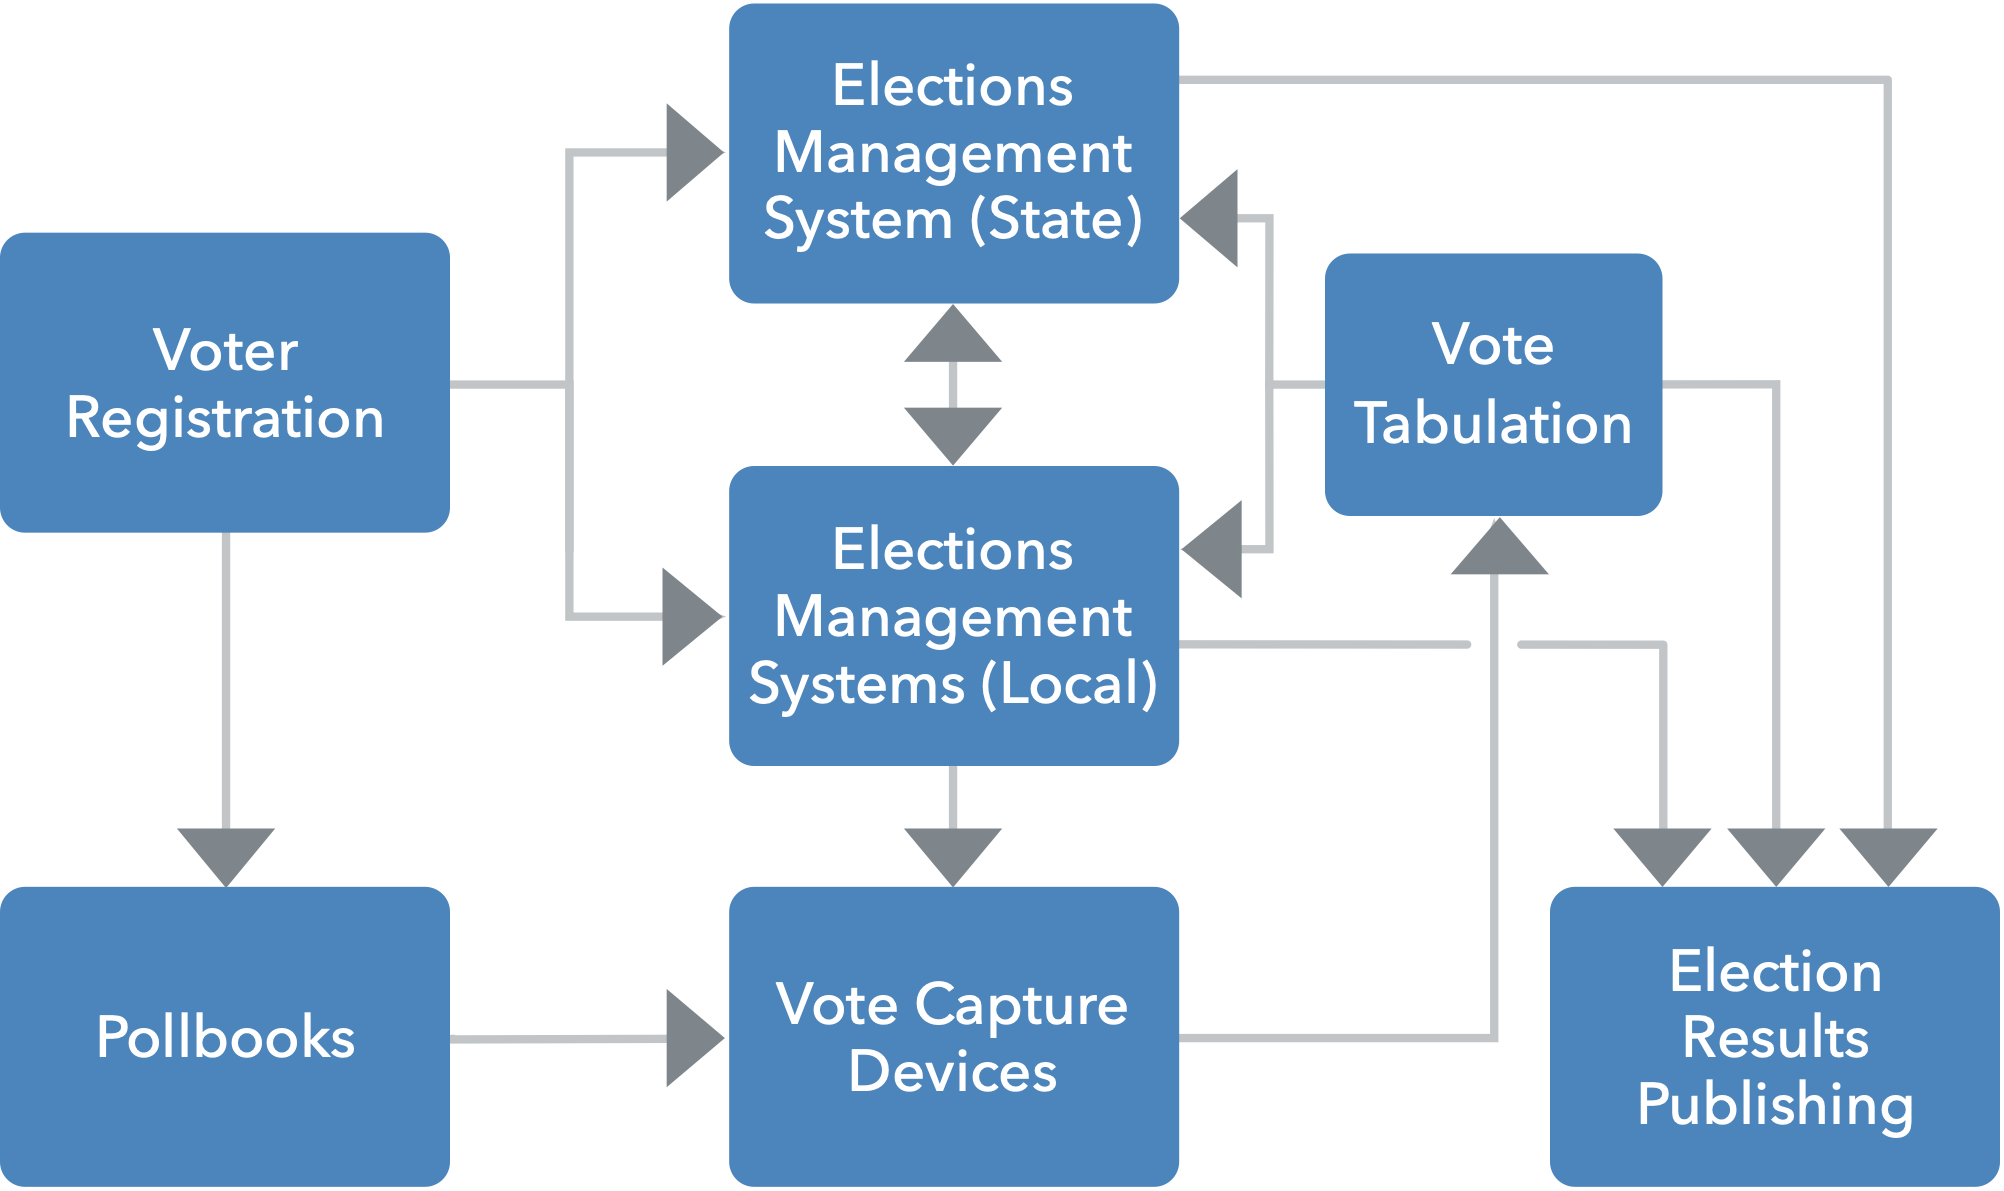 Elections
Management
System (State)
Voter
Registration
Vote
Tabulation
Elections
Management
Systems (Local)
Pollbooks
Vote Capture
Devices
Election
Results
Publishing